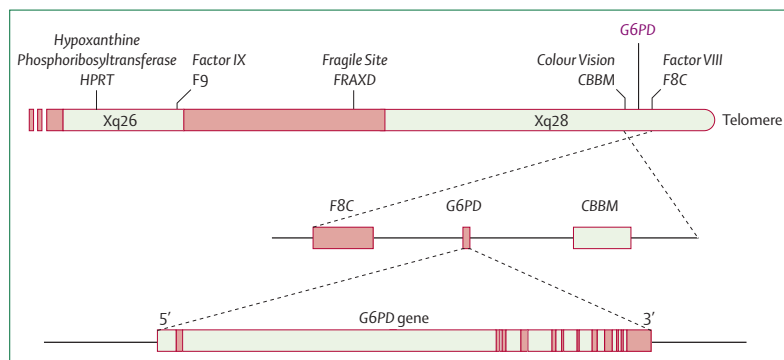 G6PD
Hypoxanthine
Phosphoribosyltransferase
HPRT
Factor IX
F9
Fragile Site
FRAXD
Colour Vision
CBBM
Factor VIII
F8C
Xq26
Xq28
Telomere
F8C
G6PD
CBBM
5′
G6PD gene
3′